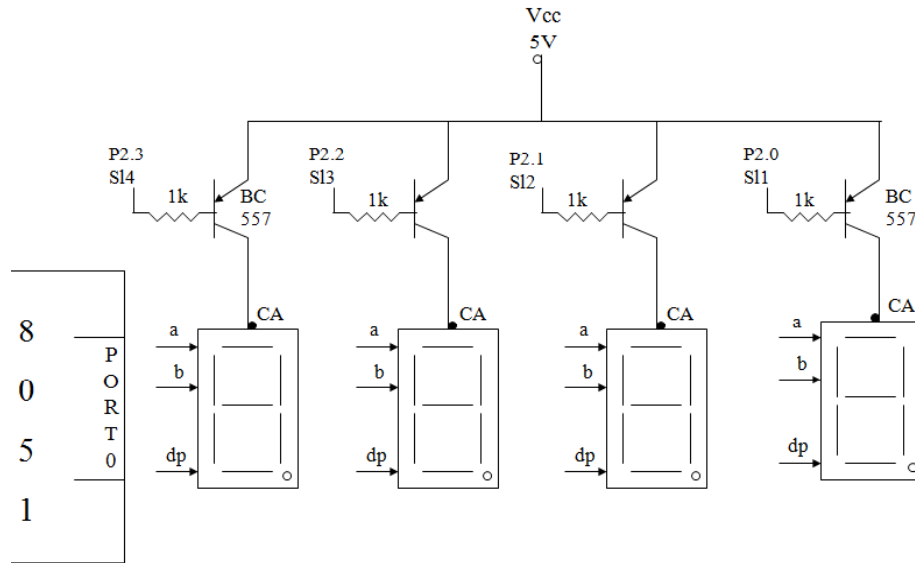 Vcc
5V
P2.3
Sl4
1k
BC
557
P2.2
Sl3
1k
P2.1
Sl2
1k
P2.0
Sl1
1k
BC
557
8
0
5
1
P
O
R
T
0
CA
a
b
dp
CA
a
b
dp
CA
a
b
dp
CA
a
b
dp